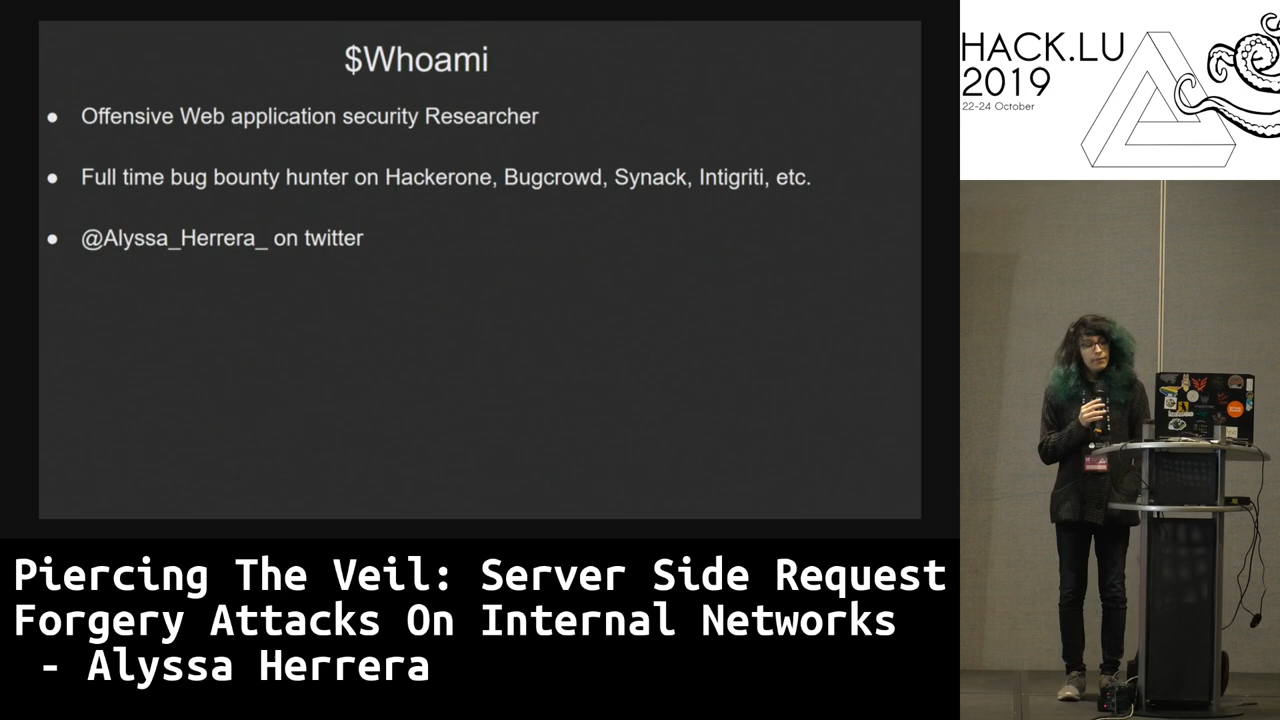 $Whoami
● Offensive Web application security Researcher
● Full time bug bounty hunter on Hackerone, Bugcrowd, Synack, Intigriti, etc.
● @Alyssa_Herrera_ on twitter
HACK.LU
2019
22-24 October
Piercing The Veil: Server Side Request
Forgery Attacks On Internal Networks
- Alyssa Herrera